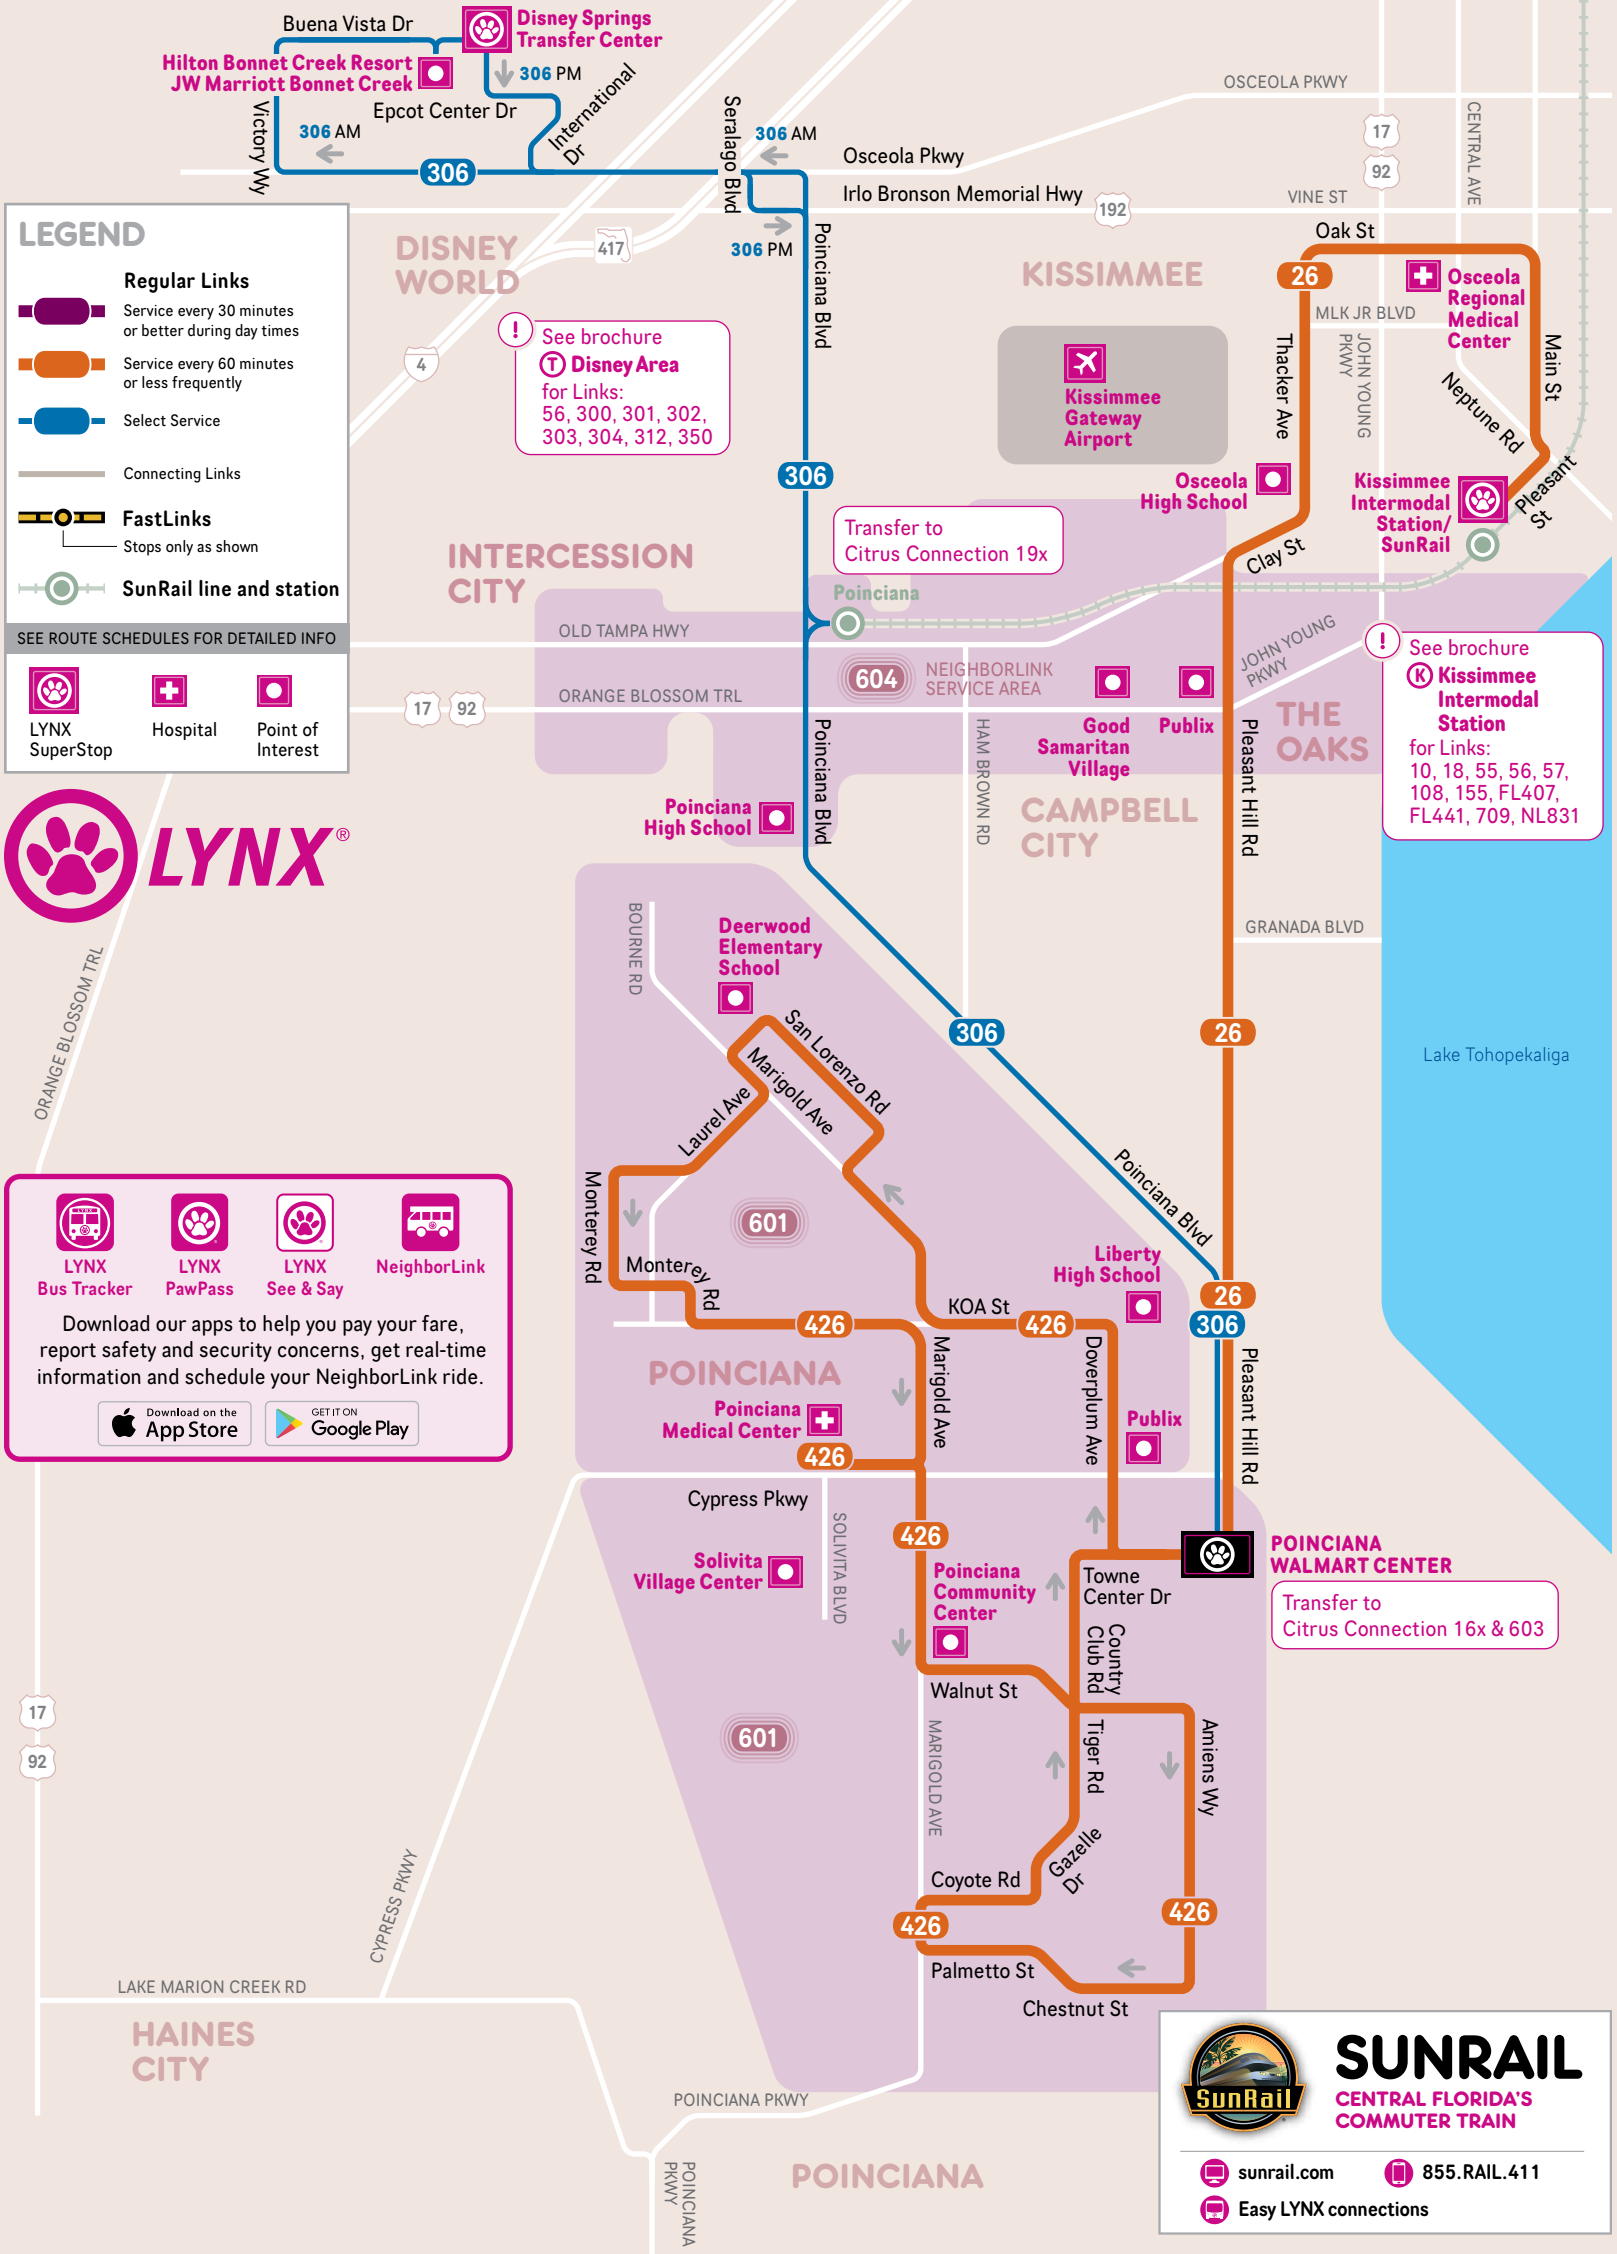 Buena Vista Dr
Disney Springs
Transfer Center
Hilton Bonnet Creek Resort
JW Marriott Bonnet Creek
306 PM
Epcot Center Dr
International
Dr
Victory Wy
306 AM
306
Seralago Blvd
306 AM
Osceola Pkwy
Irlo Bronson Memorial Hwy
192
306 PM
OSCEOLA PKWY
17
92
CENTRAL AVE
VINE ST
Oak St
LEGEND
Regular Links
Service every 30 minutes
or better during day times
Service every 60 minutes
or less frequently
Select Service
Connecting Links
FastLinks
Stops only as shown
SunRail line and station
SEE ROUTE SCHEDULES FOR DETAILED INFO
LYNX
SuperStop
Hospital
Point of
Interest
DISNEY
WORLD
417
4
!
See brochure
T Disney Area
for Links:
56, 300, 301, 302,
303, 304, 312, 350
Poinciana Blvd
306
KISSIMMEE
26
Osceola
Regional
Medical
Center
MLK JR BLVD
JOHN YOUNG
PKWY
Thacker Ave
Main St
Neptune Rd
Kissimmee
Gateway
Airport
Osceola
High School
Kissimmee
Intermodal
Station/
SunRail
Pleasant
St
Clay St
INTERCESSION
CITY
Transfer to
Citrus Connection 19x
Poinciana
OLD TAMPA HWY
604
NEIGHBORLINK
SERVICE AREA
ORANGE BLOSSOM TRL
17
92
JOHN YOUNG
PKWY
Good
Samaritan
Village
Publix
THE
OAKS
!
See brochure
K Kissimmee
Intermodal
Station
for Links:
10, 18, 55, 56, 57,
108, 155, FL407,
FL441, 709, NL831
Poinciana Blvd
HAM BROWN RD
Pleasant Hill Rd
Poinciana
High School
CAMPBELL
CITY
LYNX®
GRANADA BLVD
BOURNE RD
Deerwood
Elementary
School
306
26
Lake Tohopekaliga
ORANGE BLOSSOM TRL
San Lorenzo Rd
Marigold Ave
Laurel Ave
Monterey Rd
Monterey Rd
601
Poinciana Blvd
Liberty
High School
26
306
KOA St
426
426
LYNX
LYNX
Bus Tracker
LYNX
PawPass
LYNX
See & Say
NeighborLink
Download our apps to help you pay your fare,
report safety and security concerns, get real-time
information and schedule your NeighborLink ride.
Download on the
App Store
GET IT ON
Google Play
POINCIANA
Marigold Ave
Doverplum Ave
Pleasant Hill Rd
Poinciana
Medical Center
426
Publix
Cypress Pkwy
SOLIVITA BLVD
426
Solivita
Village Center
Poinciana
Community
Center
Towne
Center Dr
POINCIANA
WALMART CENTER
Transfer to
Citrus Connection 16x & 603
Country
Club Rd
Walnut St
17
92
601
MARIGOLD AVE
Tiger Rd
Amiens Wy
Gazelle
Dr
Coyote Rd
426
426
Palmetto St
Chestnut St
CYPRESS PKWY
LAKE MARION CREEK RD
HAINES
CITY
POINCIANA PKWY
POINCIANA
PKWY
POINCIANA
SunRail
SUNRAIL
CENTRAL FLORIDA'S
COMMUTER TRAIN
sunrail.com
855.RAIL.411
Easy LYNX connections